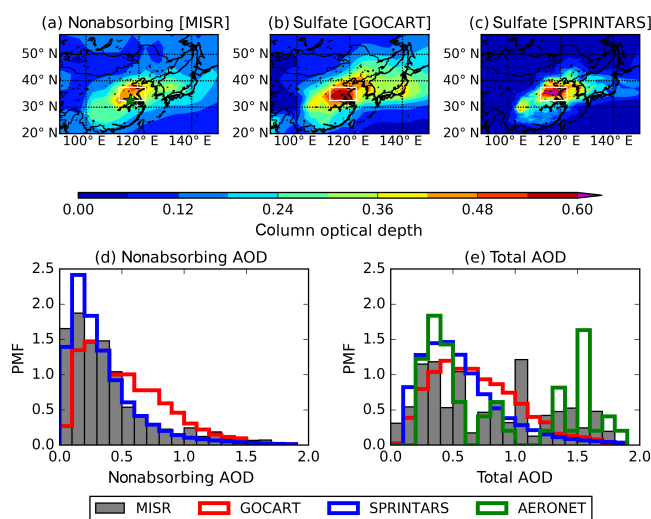 (a) Nonabsorbing [MISR] (b) Sulfate [GOCART] (c) Sulfate [SPRINTARS]
50° N 50° N 50° N
40° N 40° N 40° N
30° N 30° N 30° N
20° N 20° N 20° N
100° E 120° E 140° E 100° E 120° E 140° E 100° E 120° E 140° E
0.00 0.12 0.24 0.36 0.48 0.60
Column optical depth
(d) Nonabsorbing AOD (e) Total AOD
2.5 2.5
2.0 2.0
1.5 1.5
PMF PMF
1.0 1.0
0.5 0.5
0.0 0.0
0.0 0.5 1.0 1.5 2.0 0.0 0.5 1.0 1.5 2.0
Nonabsorbing AOD Total AOD
MISR GOCART SPRINTARS AERONET